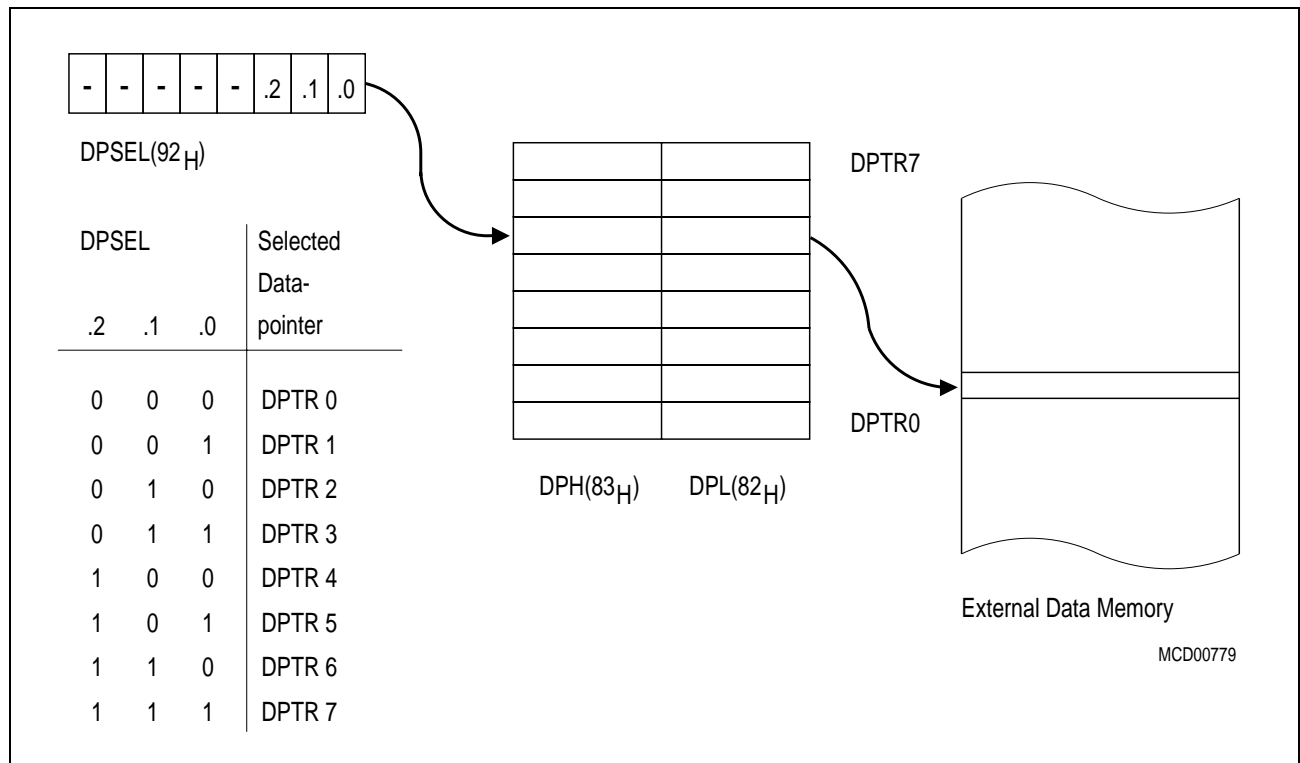 - - - - - .2 .1 .0
DPSEL(92H)
DPSEL Selected
Data-
.2 .1 .0 pointer
0 0 0 DPTR 0
0 0 1 DPTR 1
0 1 0 DPTR 2
0 1 1 DPTR 3
1 0 0 DPTR 4
1 0 1 DPTR 5
1 1 0 DPTR 6
1 1 1 DPTR 7
DPTR7
DPTR0
DPH(83H) DPL(82H)
External Data Memory
MCD00779